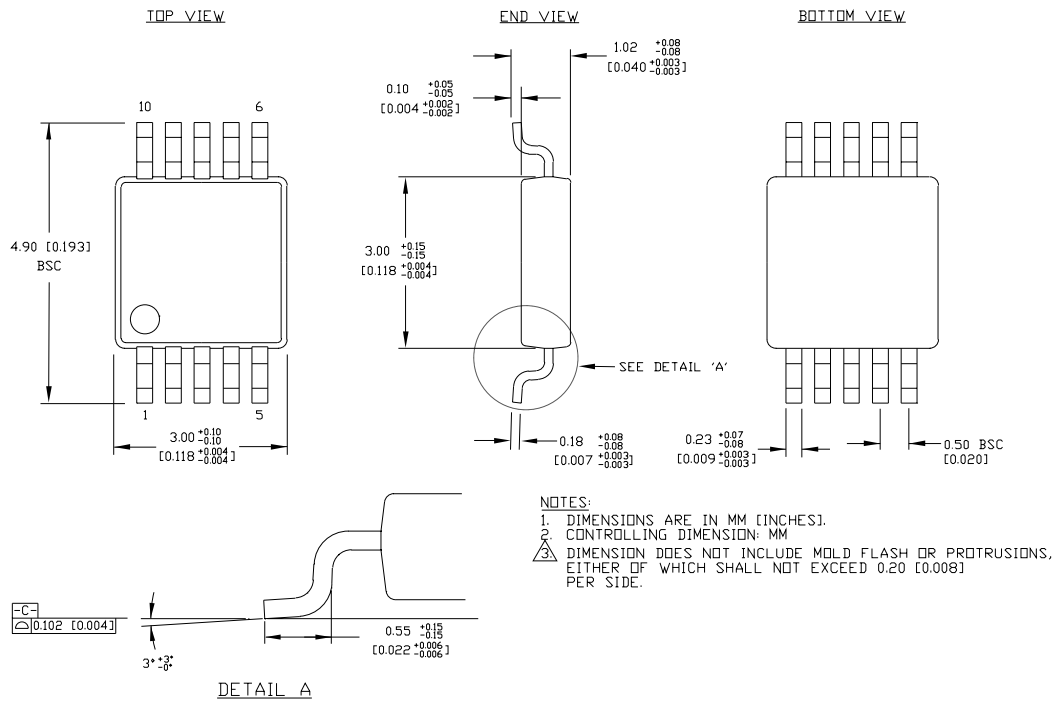 TOP VIEW
END VIEW
BOTTOM VIEW
1.02 +0.08
-0.08
[0.040 +0.003
-0.003]
0.10 +0.05
-0.05
[0.004 +0.002
-0.002]
10 6
4.90 [0.193]
BSC
3.00 +0.15
-0.15
[0.118 +0.004
-0.004]
SEE DETAIL 'A'
1 5
3.00 +0.10
-0.10
[0.118 +0.004
-0.004]
0.18 +0.08
-0.08
[0.007 +0.003
-0.003]
0.23 +0.07
-0.08
[0.009 +0.003
-0.003]
0.50 BSC
[0.020]
NOTES:
1. DIMENSIONS ARE IN MM [INCHES].
2. CONTROLLING DIMENSION: MM
3. DIMENSION DOES NOT INCLUDE MOLD FLASH OR PROTRUSIONS,
EITHER OF WHICH SHALL NOT EXCEED 0.20 [0.008]
PER SIDE.
-C-
0.102 [0.004]
3° +3°
-0°
0.55 +0.15
-0.15
[0.022 +0.006
-0.006]
DETAIL A